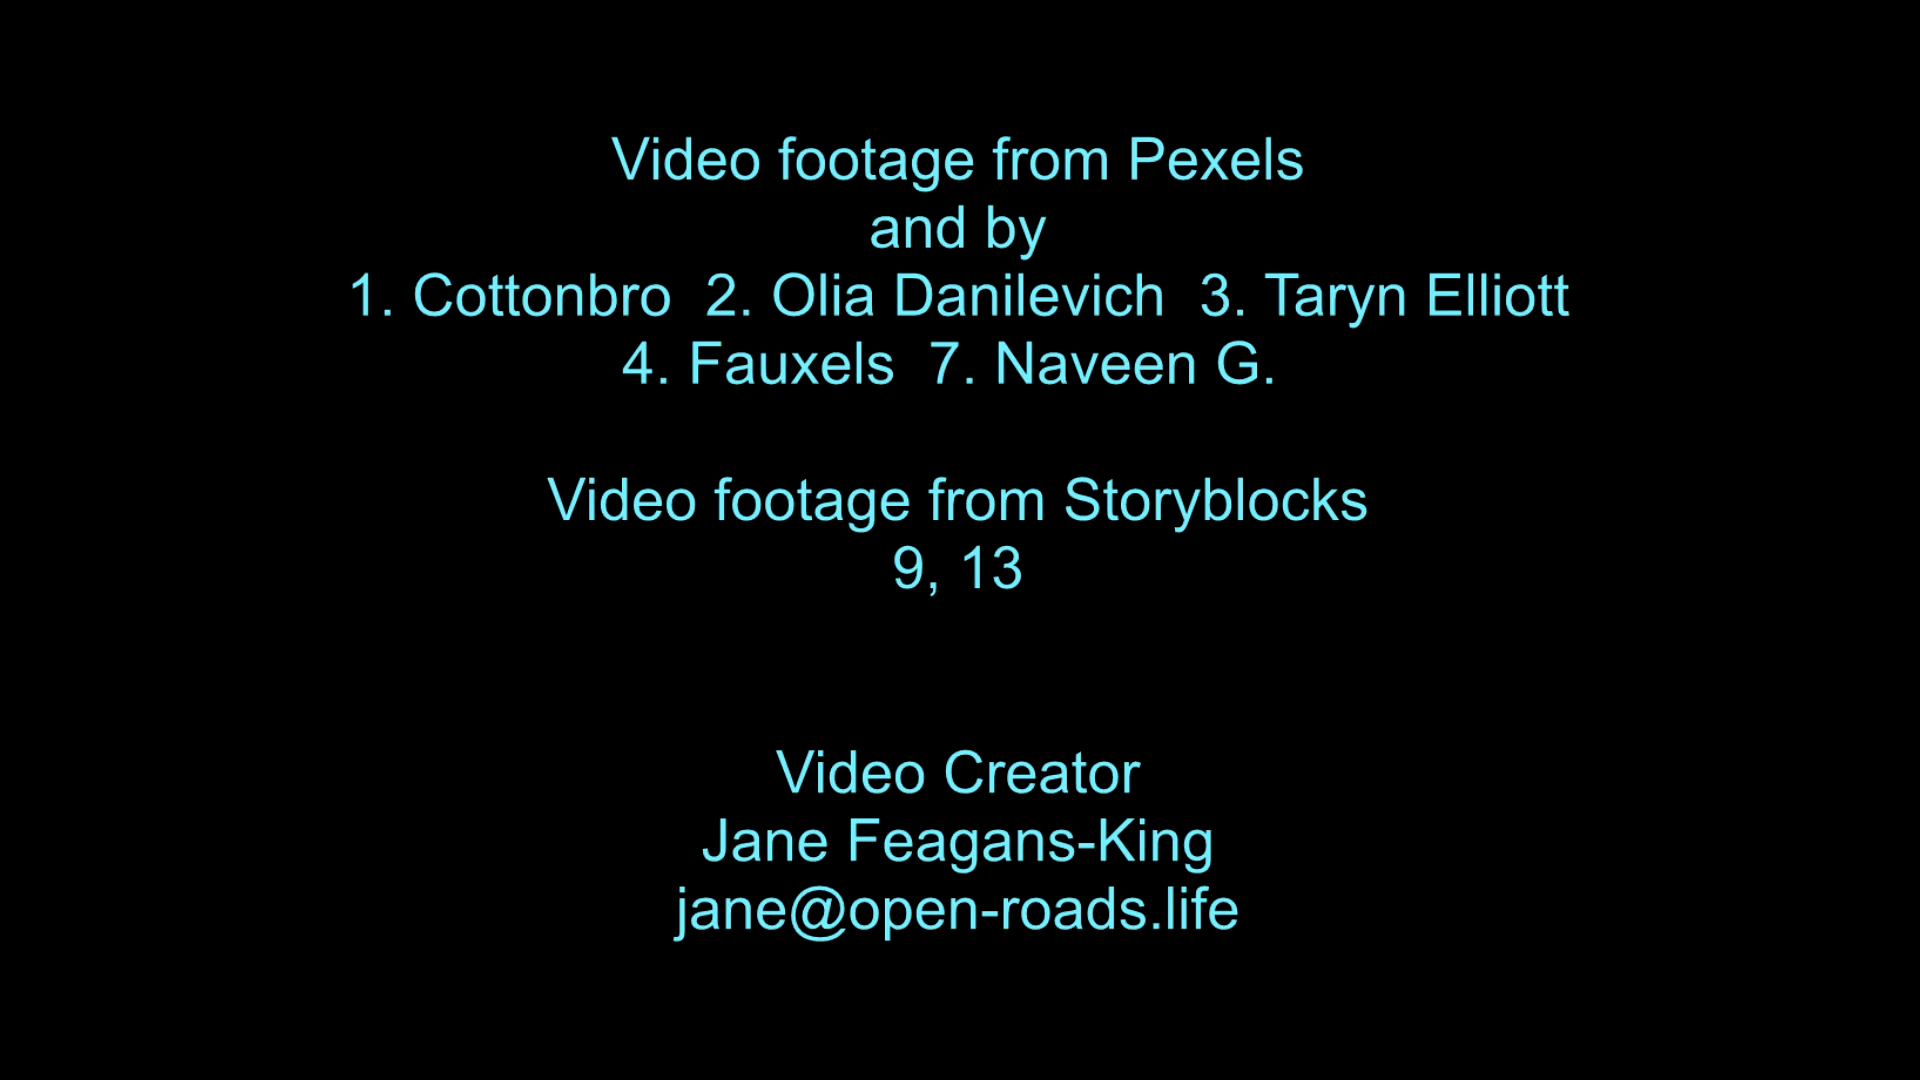 Video footage from Pexels
and by
1. Cottonbro  2. Olia Danilevich  3. Taryn Elliott
4. Fauxels  7. Naveen G.
Video footage from Storyblocks
9, 13
Video Creator
Jane Feagans-King
jane@open-roads.life